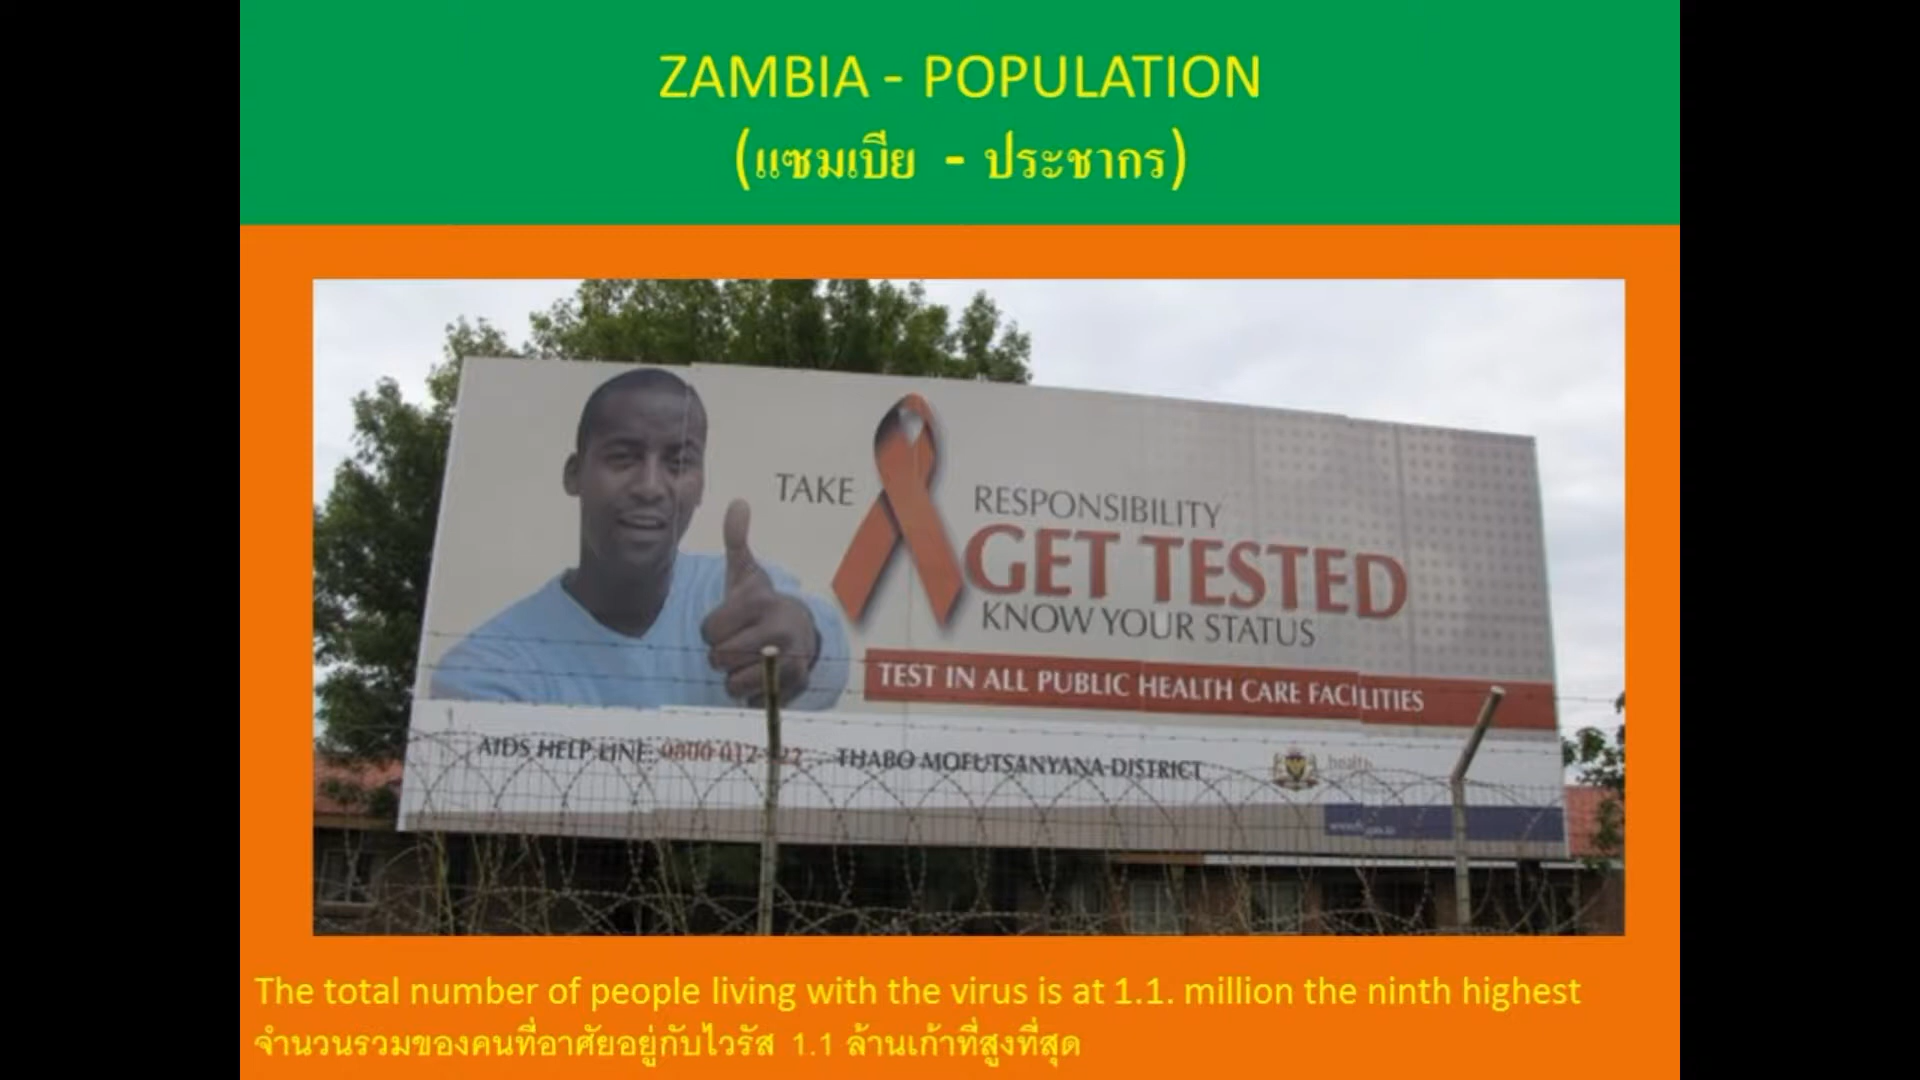 ZAMBIA - POPULATION
(แซมเบีย - ประชากร)
TAKE RESPONSIBILITY
GET TESTED
KNOW YOUR STATUS
TEST IN ALL PUBLIC HEALTH CARE FACILITIES
AIDS HELP LINE: THABO MOFUTSANYANA DISTRICT
health
The total number of people living with the virus is at 1.1. million the ninth highest
จำนวนรวมของคนที่อาศัยอยู่กับไวรัส 1.1 ล้านเก้าที่สูงที่สุด